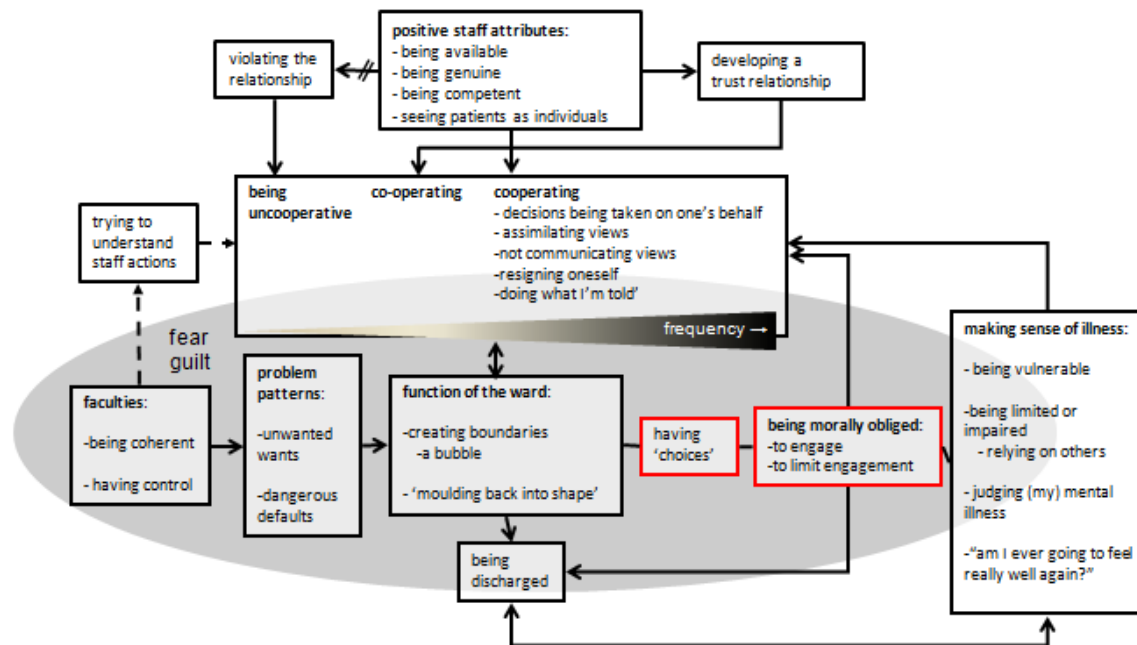 positive staff attributes:
- being available
- being genuine
- being competent
- seeing patients as individuals
violating the
relationship
developing a
trust relationship
being
uncooperative
co-operating
cooperating
- decisions being taken on one's behalf
- assimilating views
-not communicating views
-resigning oneself
-doing what I'm told'
frequency →
trying to
understand
staff actions
fear
guilt
faculties:
-being coherent
- having control
problem
patterns:
-unwanted
wants
-dangerous
defaults
function of the ward:
-creating boundaries
-a bubble
- 'moulding back into shape'
having
'choices'
being morally obliged:
-to engage
-to limit engagement
making sense of illness:
- being vulnerable
-being limited or
impaired
- relying on others
- judging (my) mental
illness
-"am I ever going to feel
really well again?"
being
discharged